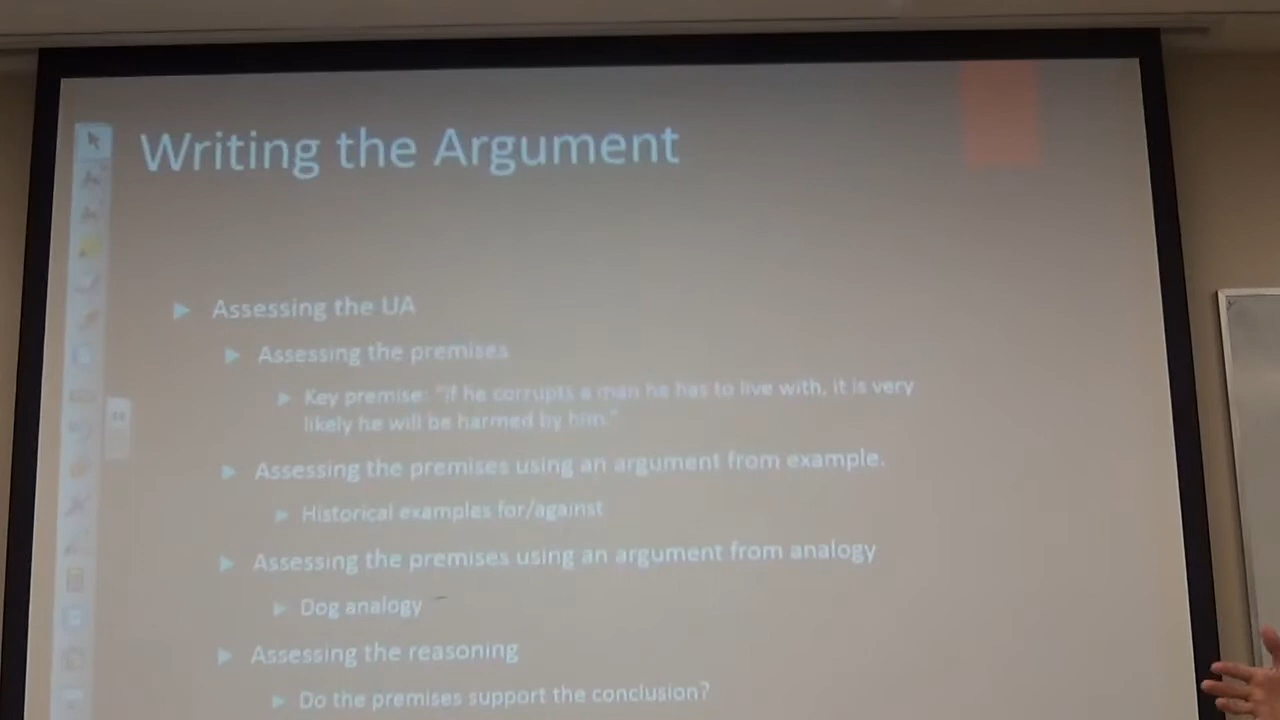 Writing the Argument
Assessing the UA
Assessing the premises
Key premise: "if he corrupts a man he has to live with, it is very
likely he will be harmed by him."
Assessing the premises using an argument from example.
Historical examples for/against
Assessing the premises using an argument from analogy
Dog analogy
Assessing the reasoning
Do the premises support the conclusion?